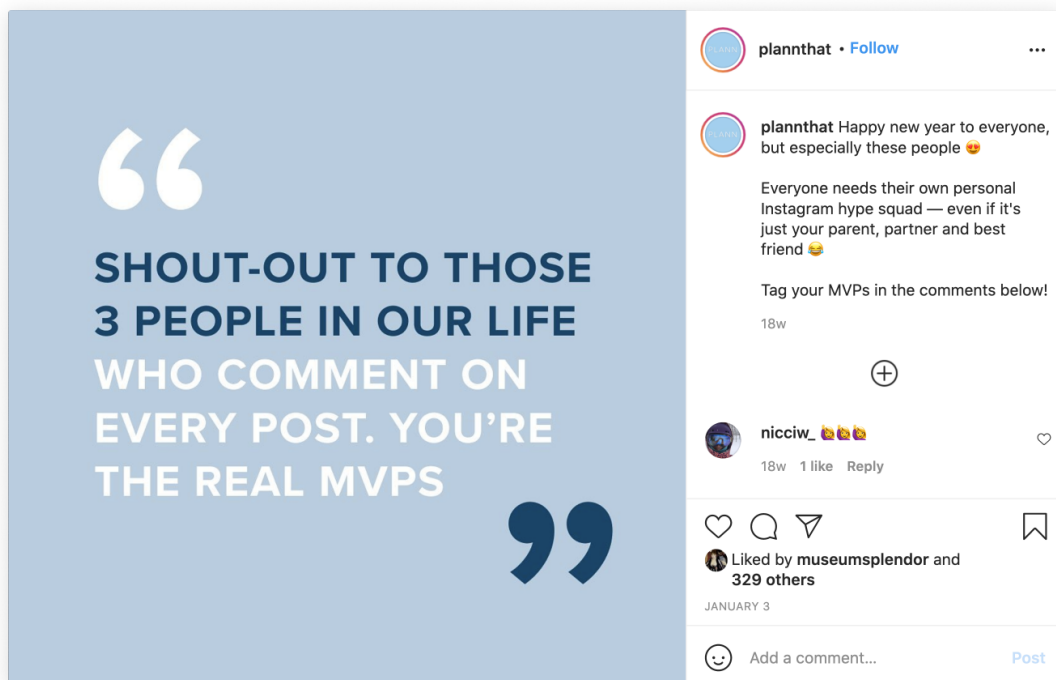 SHOUT-OUT TO THOSE
3 PEOPLE IN OUR LIFE
WHO COMMENT ON
EVERY POST. YOU’RE
THE REAL MVPS
PLANN
plannthat • Follow
PLANN
plannthat Happy new year to everyone,
but especially these people 😍
Everyone needs their own personal
Instagram hype squad — even if it's
just your parent, partner and best
friend 😂
Tag your MVPs in the comments below!
18w
nicciw_ 🙋🙋🙋
18w 1 like Reply
Liked by museumsplendor and
329 others
JANUARY 3
Add a comment... Post